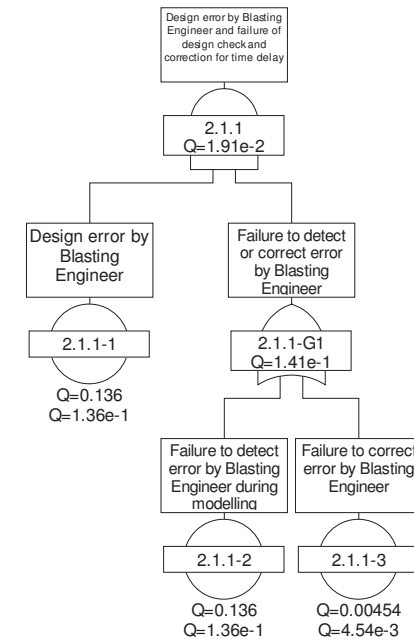 Design error by Blasting
Engineer and failure of
design check and
correction for time delay
2.1.1
Q=1.91e-2
Design error by
Blasting
Engineer
2.1.1-1
Q=0.136
Q=1.36e-1
Failure to detect
or correct error
by Blasting
Engineer
2.1.1-G1
Q=1.41e-1
Failure to detect
error by Blasting
Engineer during
modelling
2.1.1-2
Q=0.136
Q=1.36e-1
Failure to correct
error by Blasting
Engineer
2.1.1-3
Q=0.00454
Q=4.54e-3